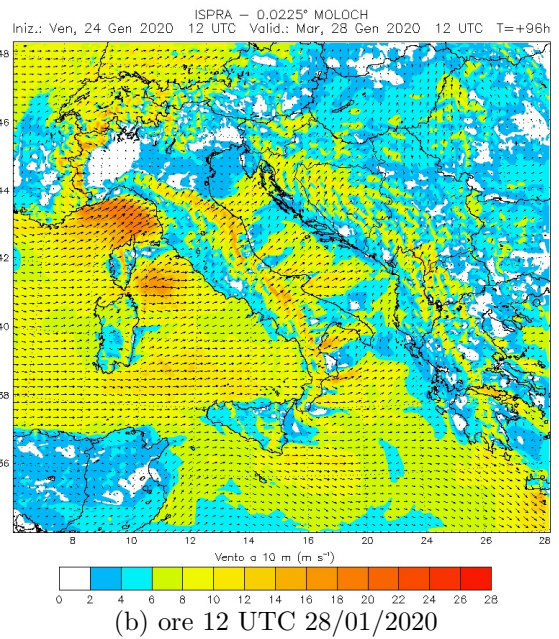 ISPRA – 0.0225° MOLOCH
Iniz.: Ven, 24 Gen 2020 12 UTC Valid.: Mar, 28 Gen 2020 12 UTC T=+96h
48
46
44
42
40
38
36
8 10 12 14 16 18 20 22 24 26 28
Vento a 10 m (m s⁻¹)
0 2 4 6 8 10 12 14 16 18 20 22 24 26 28
(b) ore 12 UTC 28/01/2020